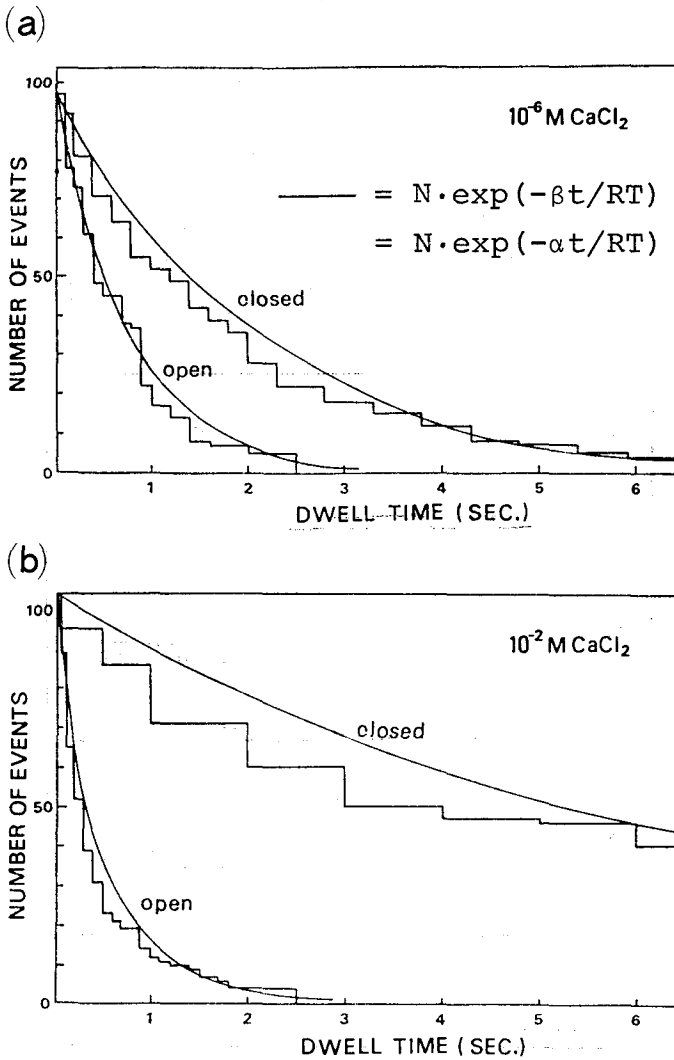 (a)
100
50
0
NUMBER OF EVENTS
10⁻⁶ M CaCl₂
= N·exp(-βt/RT)
= N·exp(-αt/RT)
closed
open
1 2 3 4 5 6
DWELL TIME (SEC.)
(b)
100
50
0
NUMBER OF EVENTS
10⁻² M CaCl₂
closed
open
1 2 3 4 5 6
DWELL TIME (SEC.)